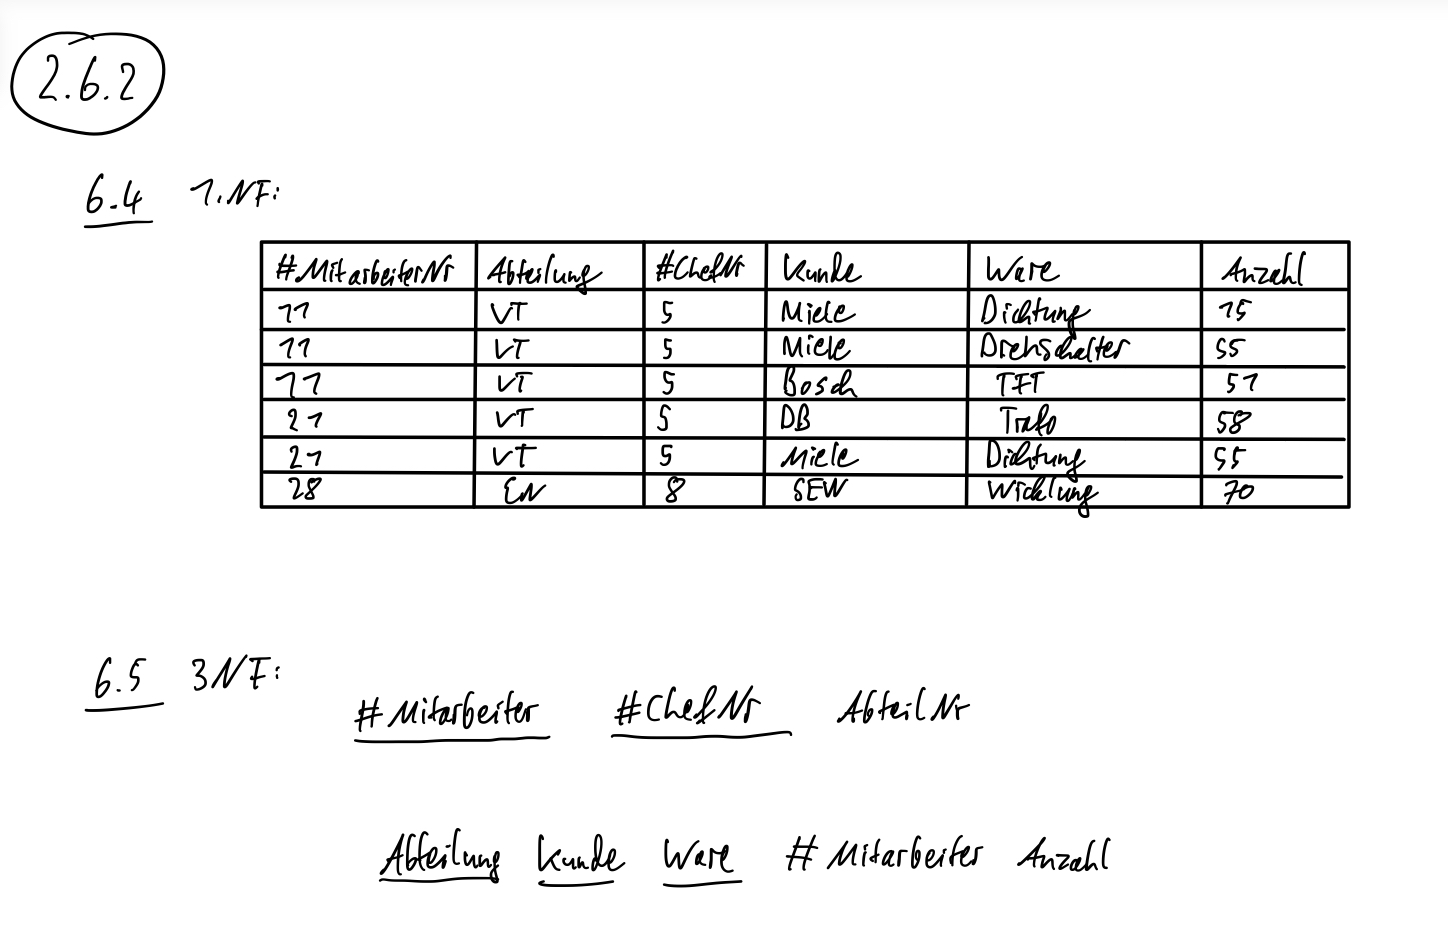 2.6.2
6.4 1.NF:
#MitarbeiterNr Abteilung #ChefNr Kunde Ware Anzahl
11 VT 5 Miele Dichtung 15
11 VT 5 Miele Drehschalter 55
11 VT 5 Bosch TFT 51
21 VT 5 DB Trafo 58
21 VT 5 Miele Dichtung 55
28 EN 8 SEW Wicklung 70
6.5 3NF:
#Mitarbeiter #ChefNr AbteilNr
Abteilung Kunde Ware #Mitarbeiter Anzahl